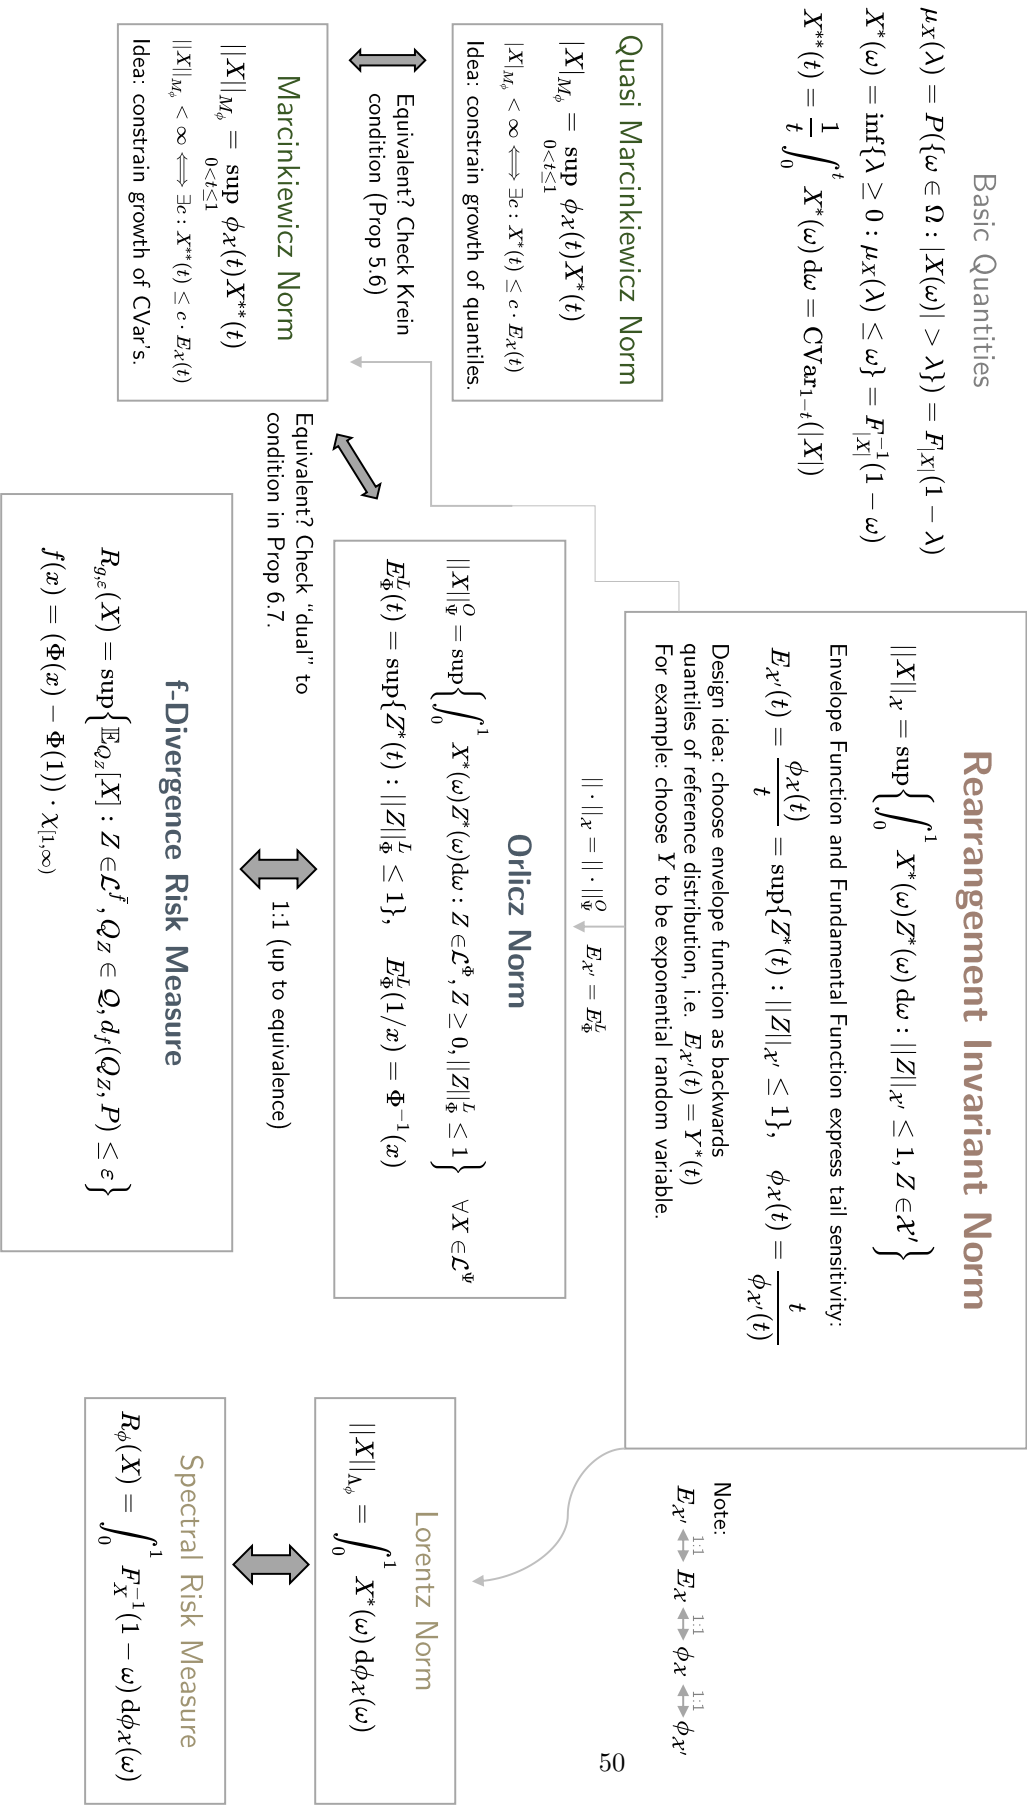 Basic Quantities
μ_X(λ) = P({ω ∈ Ω : |X(ω)| > λ}) = F_{|X|}(1 − λ)
X*(ω) = inf{λ ≥ 0 : μ_X(λ) ≤ ω} = F^{-1}_{|X|}(1 − ω)
X**(t) = 1/t ∫_0^t X*(ω) dω = CVar_{1−t}(|X|)
Quasi Marcinkiewicz Norm
|X|_{M_ϕ} = sup_{0<t≤1} ϕ_𝒳(t)X*(t)
|X|_{M_ϕ} < ∞ ⟺ ∃c : X*(t) ≤ c · E_𝒳(t)
Idea: constrain growth of quantiles.
Equivalent? Check Krein
condition (Prop 5.6)
Marcinkiewicz Norm
||X||_{M_ϕ} = sup_{0<t≤1} ϕ_𝒳(t)X**(t)
||X||_{M_ϕ} < ∞ ⟺ ∃c : X**(t) ≤ c · E_𝒳(t)
Idea: constrain growth of CVar's.
Rearrangement Invariant Norm
||X||_𝒳 = sup{∫_0^1 X*(ω)Z*(ω) dω : ||Z||_{𝒳'} ≤ 1, Z ∈ 𝒳'}
Envelope Function and Fundamental Function express tail sensitivity:
E_{𝒳'}(t) = ϕ_𝒳(t)/t = sup{Z*(t) : ||Z||_{𝒳'} ≤ 1}, ϕ_𝒳(t) = t/ϕ_{𝒳'}(t)
Design idea: choose envelope function as backwards
quantiles of reference distribution, i.e. E_{𝒳'}(t) = Y*(t)
For example: choose Y to be exponential random variable.
|| · ||_𝒳 = || · ||^O_Ψ E_{𝒳'} = E^L_Φ
Orlicz Norm
||X||^O_Ψ = sup{∫_0^1 X*(ω)Z*(ω)dω : Z ∈ ℒ^Φ, Z ≥ 0, ||Z||^L_Φ ≤ 1} ∀X ∈ ℒ^Ψ
E^L_Φ(t) = sup{Z*(t) : ||Z||^L_Φ ≤ 1}, E^L_Φ(1/x) = Φ^{-1}(x)
Equivalent? Check “dual” to
condition in Prop 6.7.
1:1 (up to equivalence)
f-Divergence Risk Measure
R_{g,ε}(X) = sup{𝔼_{Q_Z}[X] : Z ∈ ℒ^{f̄}, Q_Z ∈ 𝒬, d_f(Q_Z, P) ≤ ε}
f(x) = (Φ(x) − Φ(1)) · χ_{[1,∞)}
Note:
E_{𝒳'} 1:1 E_𝒳 1:1 ϕ_𝒳 1:1 ϕ_{𝒳'}
Lorentz Norm
||X||_{Λ_ϕ} = ∫_0^1 X*(ω) dϕ_𝒳(ω)
Spectral Risk Measure
R_ϕ(X) = ∫_0^1 F_X^{-1}(1 − ω) dϕ_𝒳(ω)
50